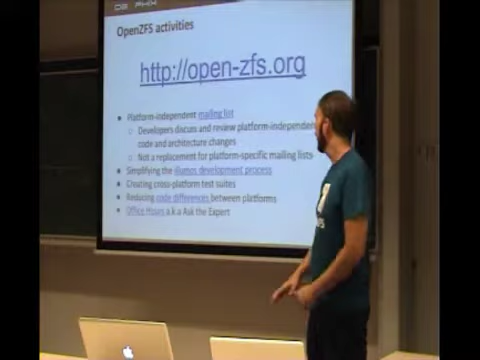 OpenZFS activities
http://open-zfs.org
Platform-independent mailing list
Developers discuss and review platform-independent
code and architecture changes
Not a replacement for platform-specific mailing lists
Simplifying the illumos development process
Creating cross-platform test suites
Reducing code differences between platforms
Office Hours a.k.a Ask the Expert